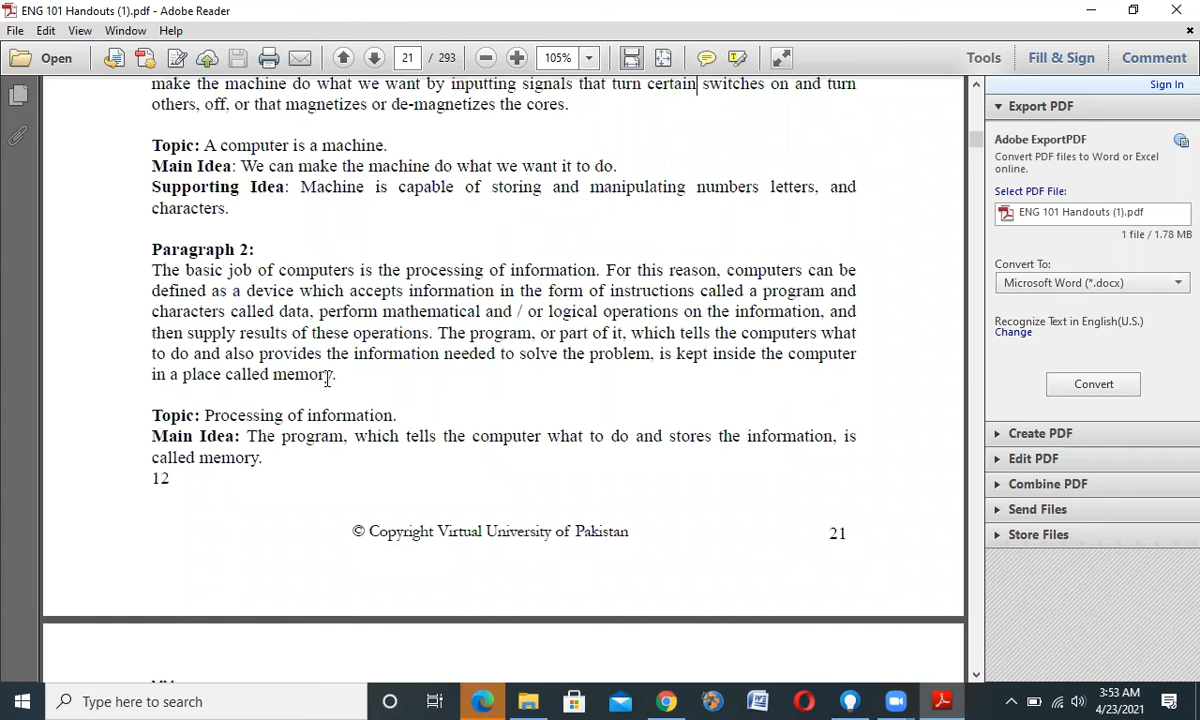 ENG 101 Handouts (1).pdf - Adobe Reader
File Edit View Window Help
Open 21 / 293 105% Tools Fill & Sign Comment
make the machine do what we want by inputting signals that turn certain switches on and turn
others, off, or that magnetizes or de-magnetizes the cores.
Topic: A computer is a machine.
Main Idea: We can make the machine do what we want it to do.
Supporting Idea: Machine is capable of storing and manipulating numbers letters, and
characters.
Paragraph 2:
The basic job of computers is the processing of information. For this reason, computers can be
defined as a device which accepts information in the form of instructions called a program and
characters called data, perform mathematical and / or logical operations on the information, and
then supply results of these operations. The program, or part of it, which tells the computers what
to do and also provides the information needed to solve the problem, is kept inside the computer
in a place called memory.
Topic: Processing of information.
Main Idea: The program, which tells the computer what to do and stores the information, is
called memory.
12
© Copyright Virtual University of Pakistan 21
Sign In
Export PDF
Adobe ExportPDF
Convert PDF files to Word or Excel
online.
Select PDF File:
ENG 101 Handouts (1).pdf
1 file / 1.78 MB
Convert To:
Microsoft Word (*.docx)
Recognize Text in English(U.S.)
Change
Convert
Create PDF
Edit PDF
Combine PDF
Send Files
Store Files
Type here to search
3:53 AM
4/23/2021